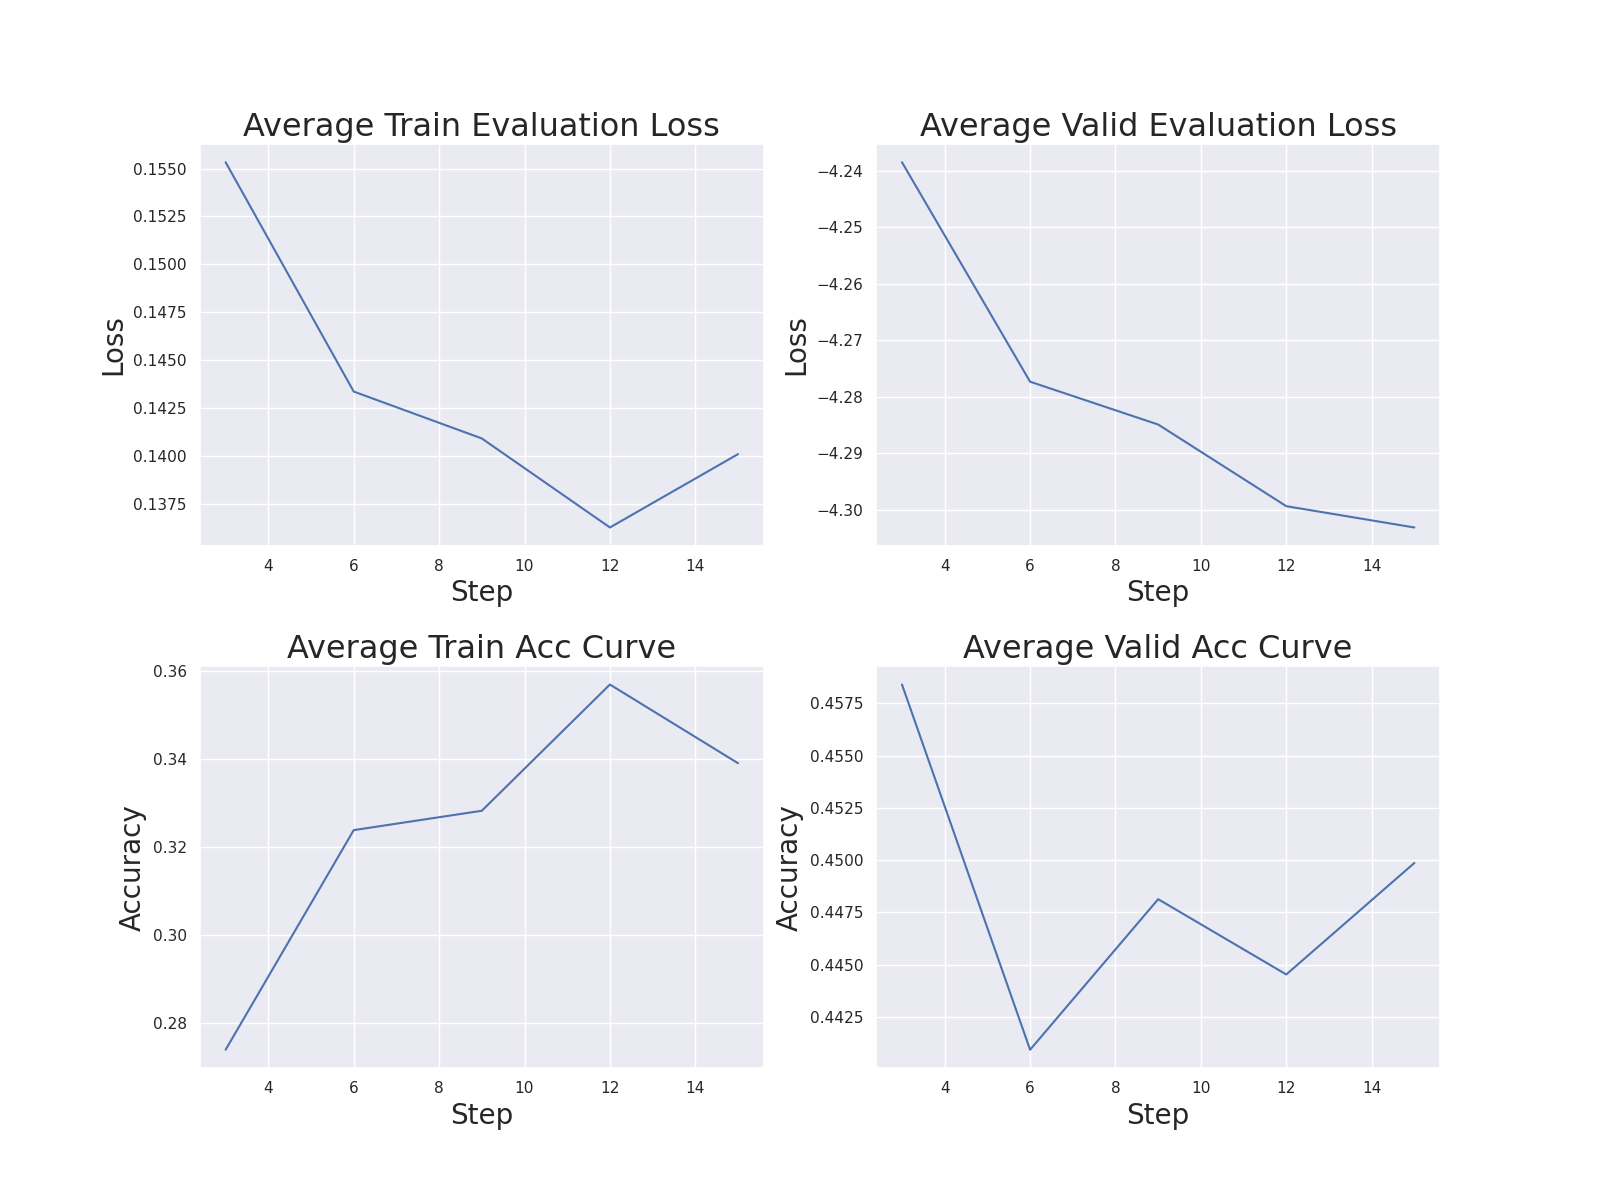 Average Train Evaluation Loss
0.1550
0.1525
0.1500
0.1475
0.1450
0.1425
0.1400
0.1375
Loss
4 6 8 10 12 14
Step
Average Valid Evaluation Loss
−4.24
−4.25
−4.26
−4.27
−4.28
−4.29
−4.30
Loss
4 6 8 10 12 14
Step
Average Train Acc Curve
0.36
0.34
0.32
0.30
0.28
Accuracy
4 6 8 10 12 14
Step
Average Valid Acc Curve
0.4575
0.4550
0.4525
0.4500
0.4475
0.4450
0.4425
Accuracy
4 6 8 10 12 14
Step